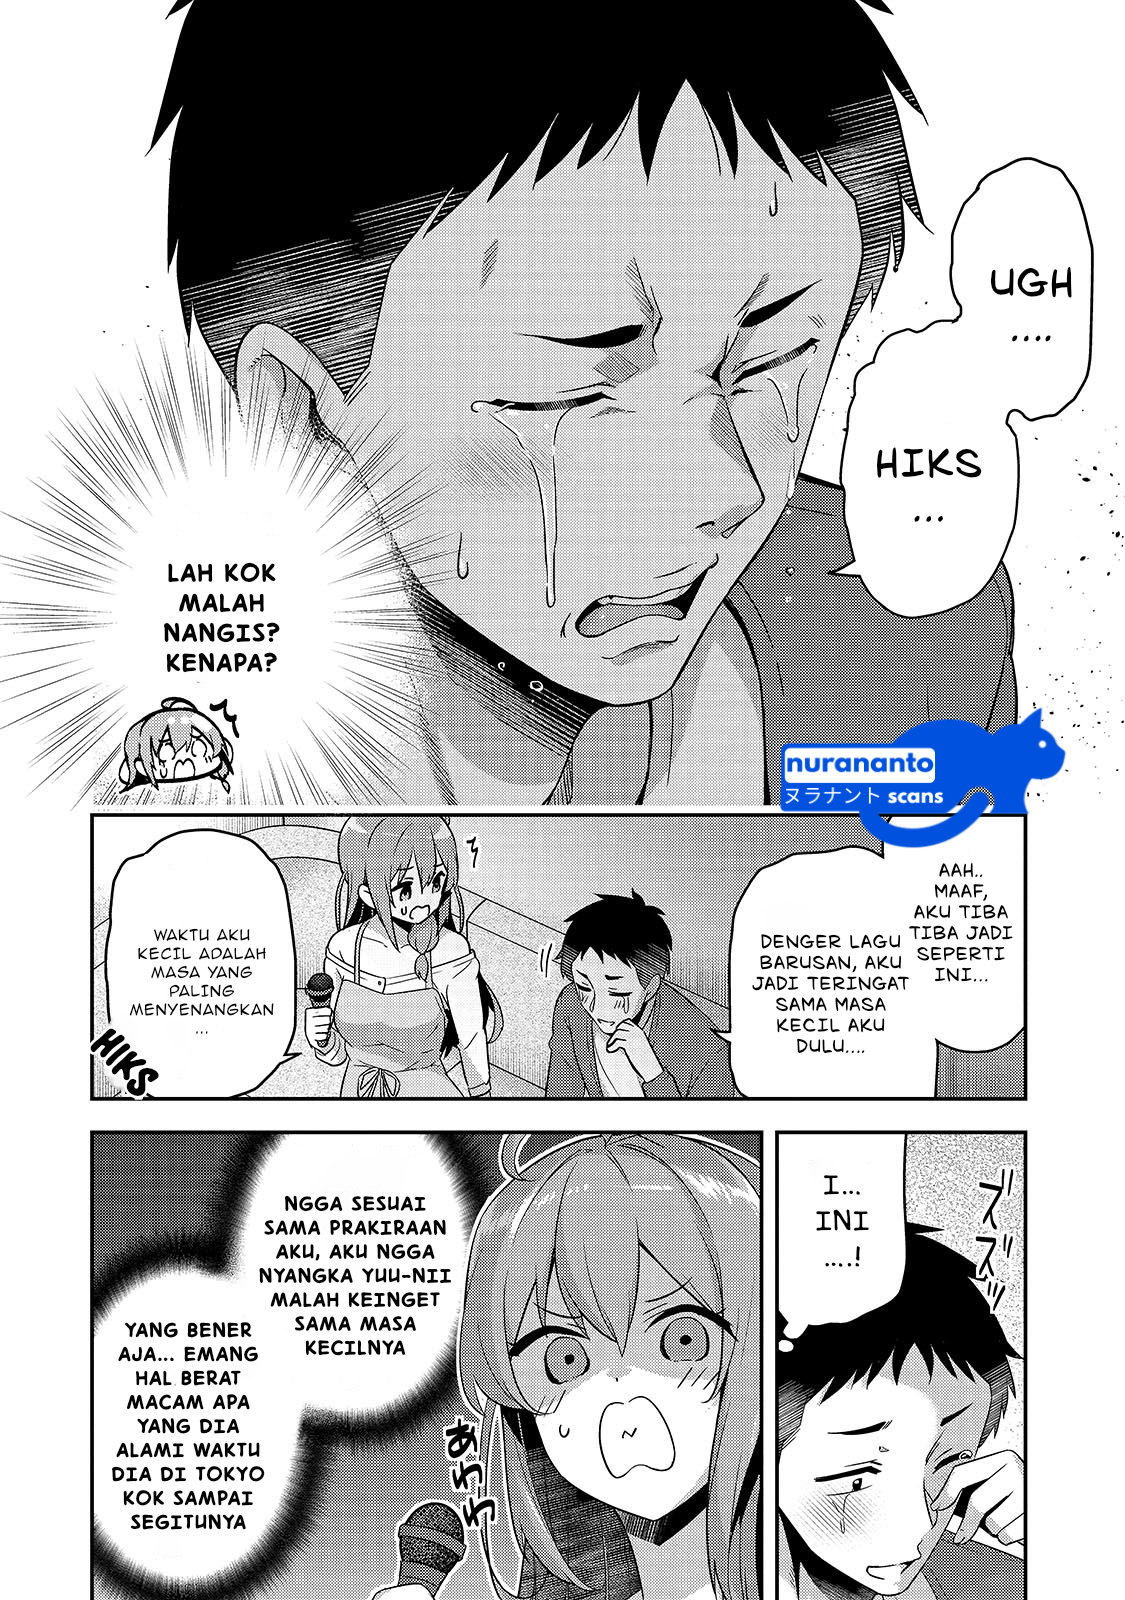 UGH
....
HIKS
...
LAH KOK
MALAH
NANGIS?
KENAPA?
nurananto
ヌラナント scans
AAH..
MAAF,
AKU TIBA
TIBA JADI
SEPERTI
INI...
DENGER LAGU
BARUSAN, AKU
JADI TERINGAT
SAMA MASA
KECIL AKU
DULU....
WAKTU AKU
KECIL ADALAH
MASA YANG
PALING
MENYENANGKAN
...
HIKS
I...
INI
....!
ズズッ
NGGA SESUAI
SAMA PRAKIRAAN
AKU, AKU NGGA
NYANGKA YUU-NII
MALAH KEINGET
SAMA MASA
KECILNYA
YANG BENER
AJA... EMANG
HAL BERAT
MACAM APA
YANG DIA
ALAMI WAKTU
DIA DI TOKYO
KOK SAMPAI
SEGITUNYA
あわわわ